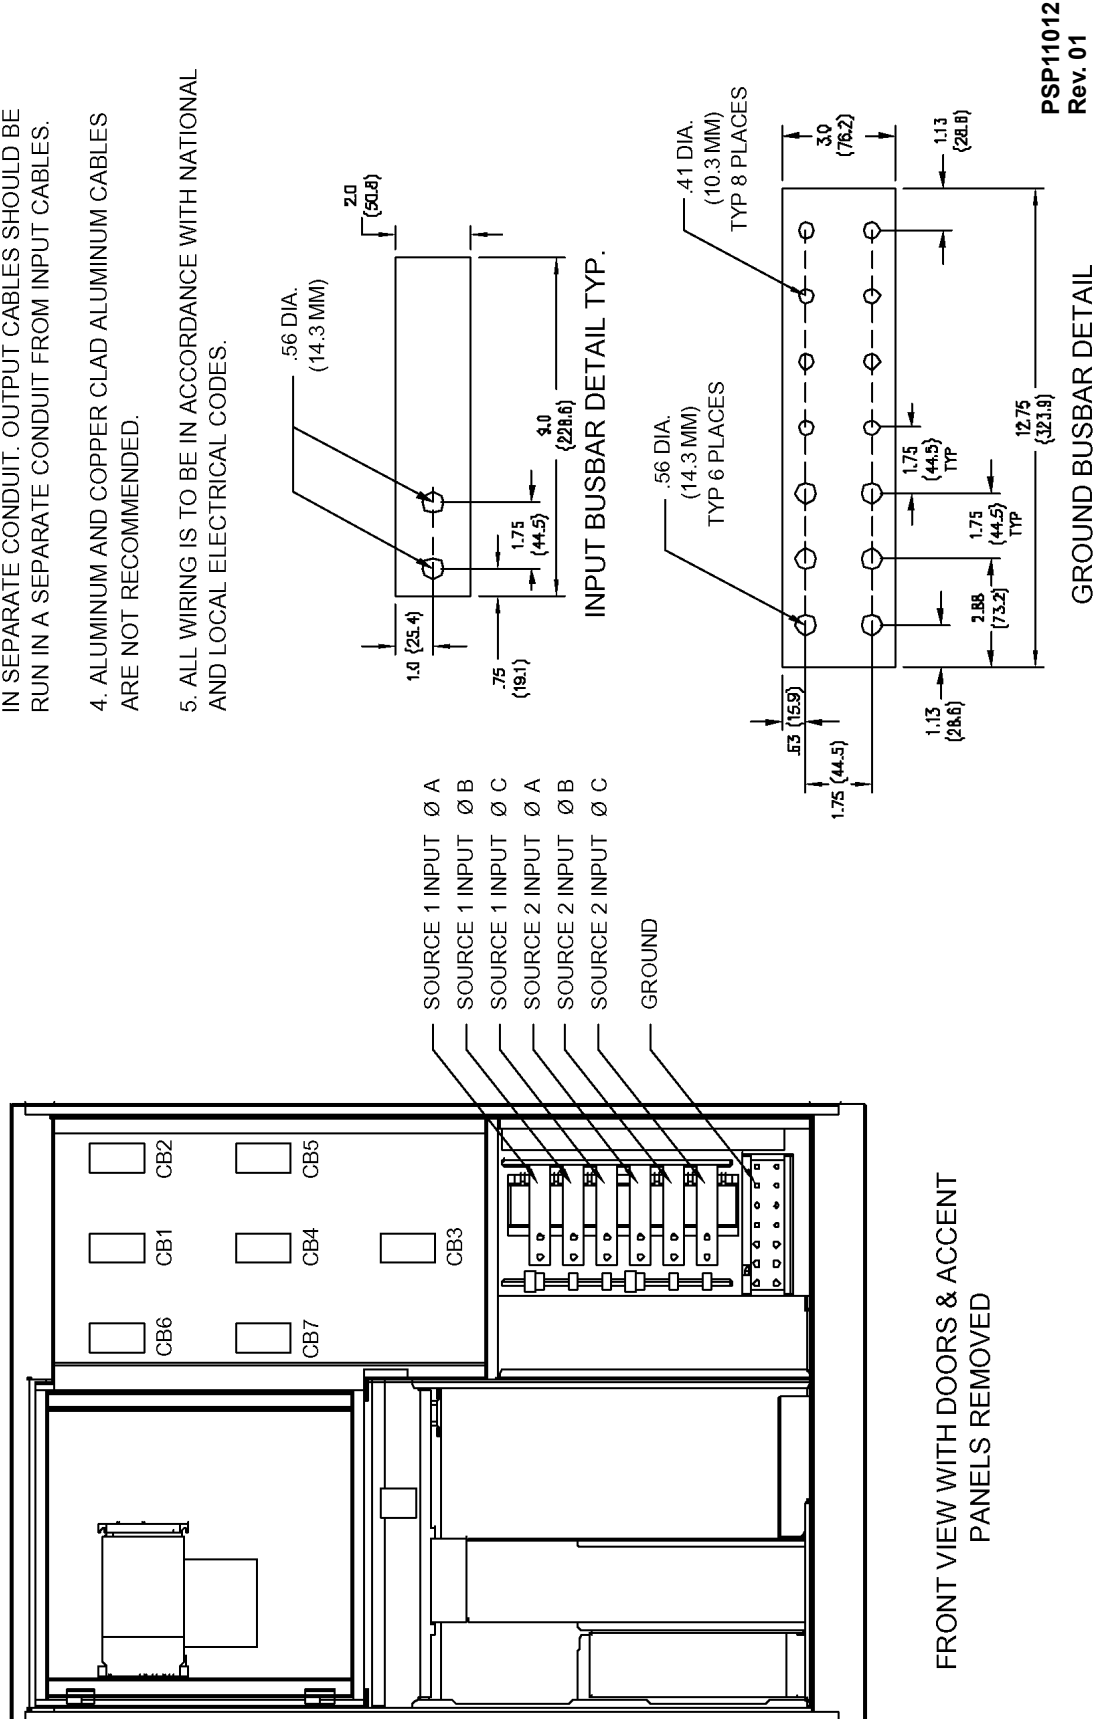 IN SEPARATE CONDUIT. OUTPUT CABLES SHOULD BE
RUN IN A SEPARATE CONDUIT FROM INPUT CABLES.
4. ALUMINUM AND COPPER CLAD ALUMINUM CABLES
ARE NOT RECOMMENDED.
5. ALL WIRING IS TO BE IN ACCORDANCE WITH NATIONAL
AND LOCAL ELECTRICAL CODES.
.56 DIA.
(14.3 MM)
2.0
(50.8)
1.0 (25.4)
.75
(19.1)
1.75
(44.5)
9.0
(228.6)
INPUT BUSBAR DETAIL TYP.
.56 DIA.
(14.3 MM)
TYP 6 PLACES
.41 DIA.
(10.3 MM)
TYP 8 PLACES
3.0
(76.2)
.63 (15.9)
1.75 (44.5)
1.13
(28.6)
2.88
(73.2)
1.75
(44.5)
TYP
1.75
(44.5)
TYP
1.13
(28.8)
12.75
(323.9)
GROUND BUSBAR DETAIL
SOURCE 1 INPUT Ø A
SOURCE 1 INPUT Ø B
SOURCE 1 INPUT Ø C
SOURCE 2 INPUT Ø A
SOURCE 2 INPUT Ø B
SOURCE 2 INPUT Ø C
GROUND
CB6
CB1
CB2
CB7
CB4
CB5
CB3
FRONT VIEW WITH DOORS & ACCENT
PANELS REMOVED
PSP11012
Rev. 01